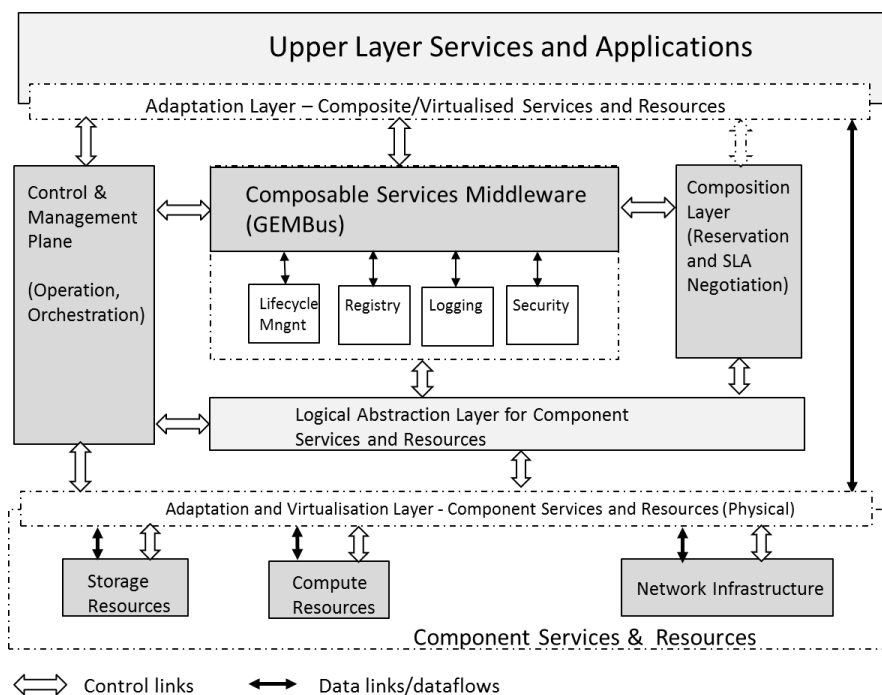 Upper Layer Services and Applications
Adaptation Layer – Composite/Virtualised Services and Resources
Control &
Management
Plane
(Operation,
Orchestration)
Composable Services Middleware
(GEMBus)
Lifecycle
Mngnt
Registry
Logging
Security
Composition
Layer
(Reservation
and SLA
Negotiation)
Logical Abstraction Layer for Component
Services and Resources
Adaptation and Virtualisation Layer - Component Services and Resources (Physical)
Storage
Resources
Compute
Resources
Network Infrastructure
Component Services & Resources
Control links
Data links/dataflows